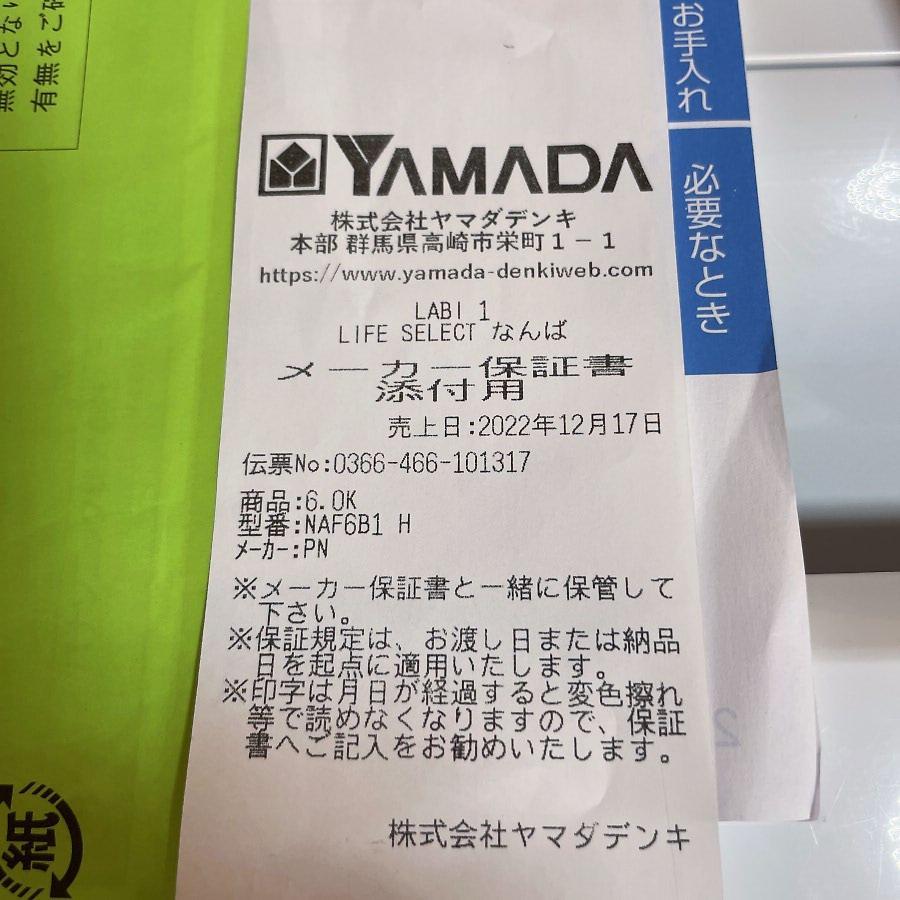 無効とな
有無をご確
お手入れ
必要なとき
YAMADA
株式会社ヤマダデンキ
本部 群馬県高崎市栄町1-1
https://www.yamada-denkiweb.com
LABI 1
LIFE SELECT なんば
メーカー保証書
添付用
売上日:2022年12月17日
伝票No:0366-466-101317
商品:6.0K
型番:NAF6B1 H
メーカー:PN
※メーカー保証書と一緒に保管して
下さい。
※保証規定は、お渡し日または納品
日を起点に適用いたします。
※印字は月日が経過すると変色擦れ
等で読めなくなりますので、保証
書へご記入をお勧めいたします。
株式会社ヤマダデンキ
紙
2